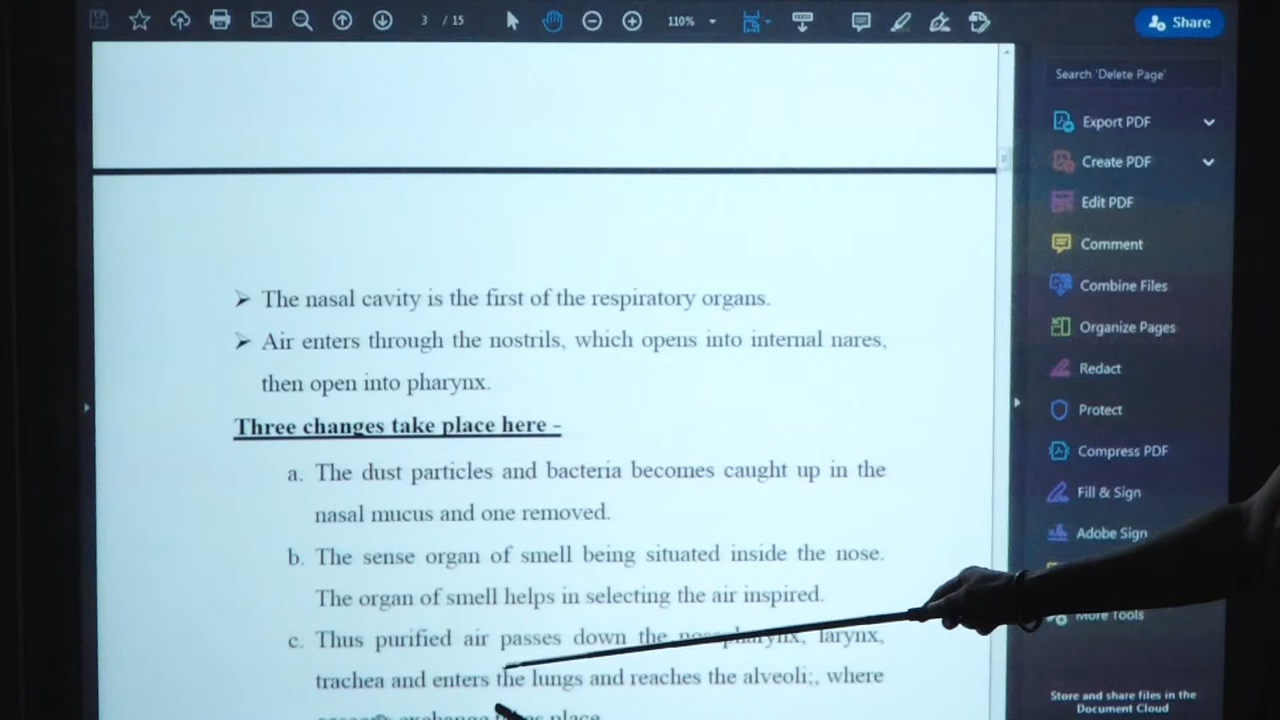 3 / 15
110%
Share
Search 'Delete Page'
Export PDF
Create PDF
Edit PDF
Comment
Combine Files
Organize Pages
Redact
Protect
Compress PDF
Fill & Sign
Adobe Sign
More Tools
Store and share files in the
Document Cloud
➢ The nasal cavity is the first of the respiratory organs.
➢ Air enters through the nostrils, which opens into internal nares,
then open into pharynx.
Three changes take place here -
a. The dust particles and bacteria becomes caught up in the
nasal mucus and one removed.
b. The sense organ of smell being situated inside the nose.
The organ of smell helps in selecting the air inspired.
c. Thus purified air passes down the larynx,
trachea and enters the lungs and reaches the alveoli;, where
exchange place